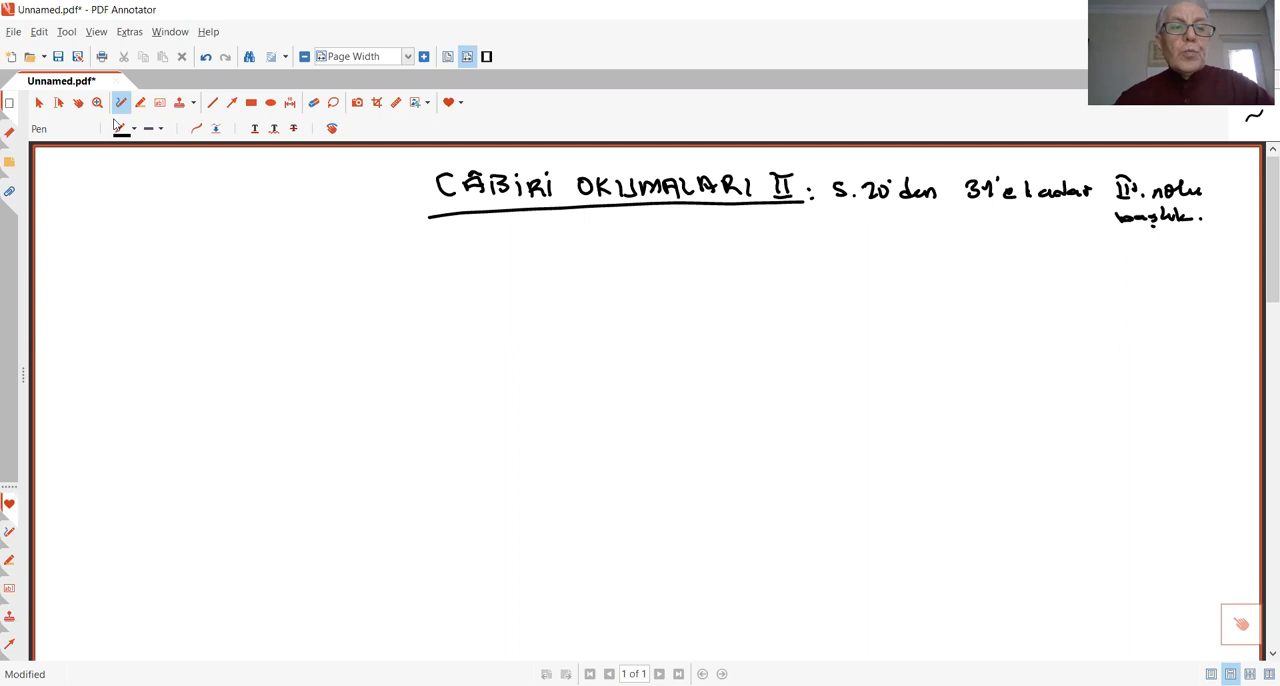 Unnamed.pdf* - PDF Annotator
File Edit Tool View Extras Window Help
Page Width
Unnamed.pdf*
Pen
CÂBİRİ OKUMALARI II : S. 20'den 31'e kadar IV. nolu
başlık.
Modified
1 of 1